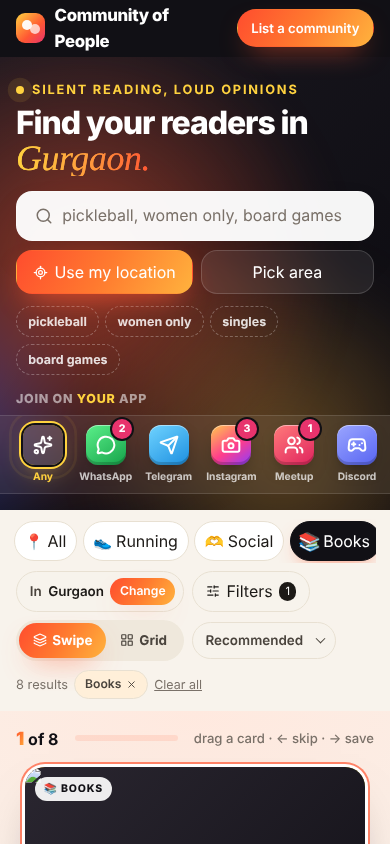 Community of
People
List a community
SILENT READING, LOUD OPINIONS
Find your readers in
Gurgaon.
pickleball, women only, board games
Use my location
Pick area
pickleball
women only
singles
board games
JOIN ON YOUR APP
2
3
1
Any
WhatsApp
Telegram
Instagram
Meetup
Discord
📍 All
👟 Running
🫶 Social
📚 Books
In Gurgaon Change
Filters 1
Swipe
Grid
Recommended
8 results
Books ×
Clear all
1 of 8
drag a card · ← skip · → save
📚 BOOKS